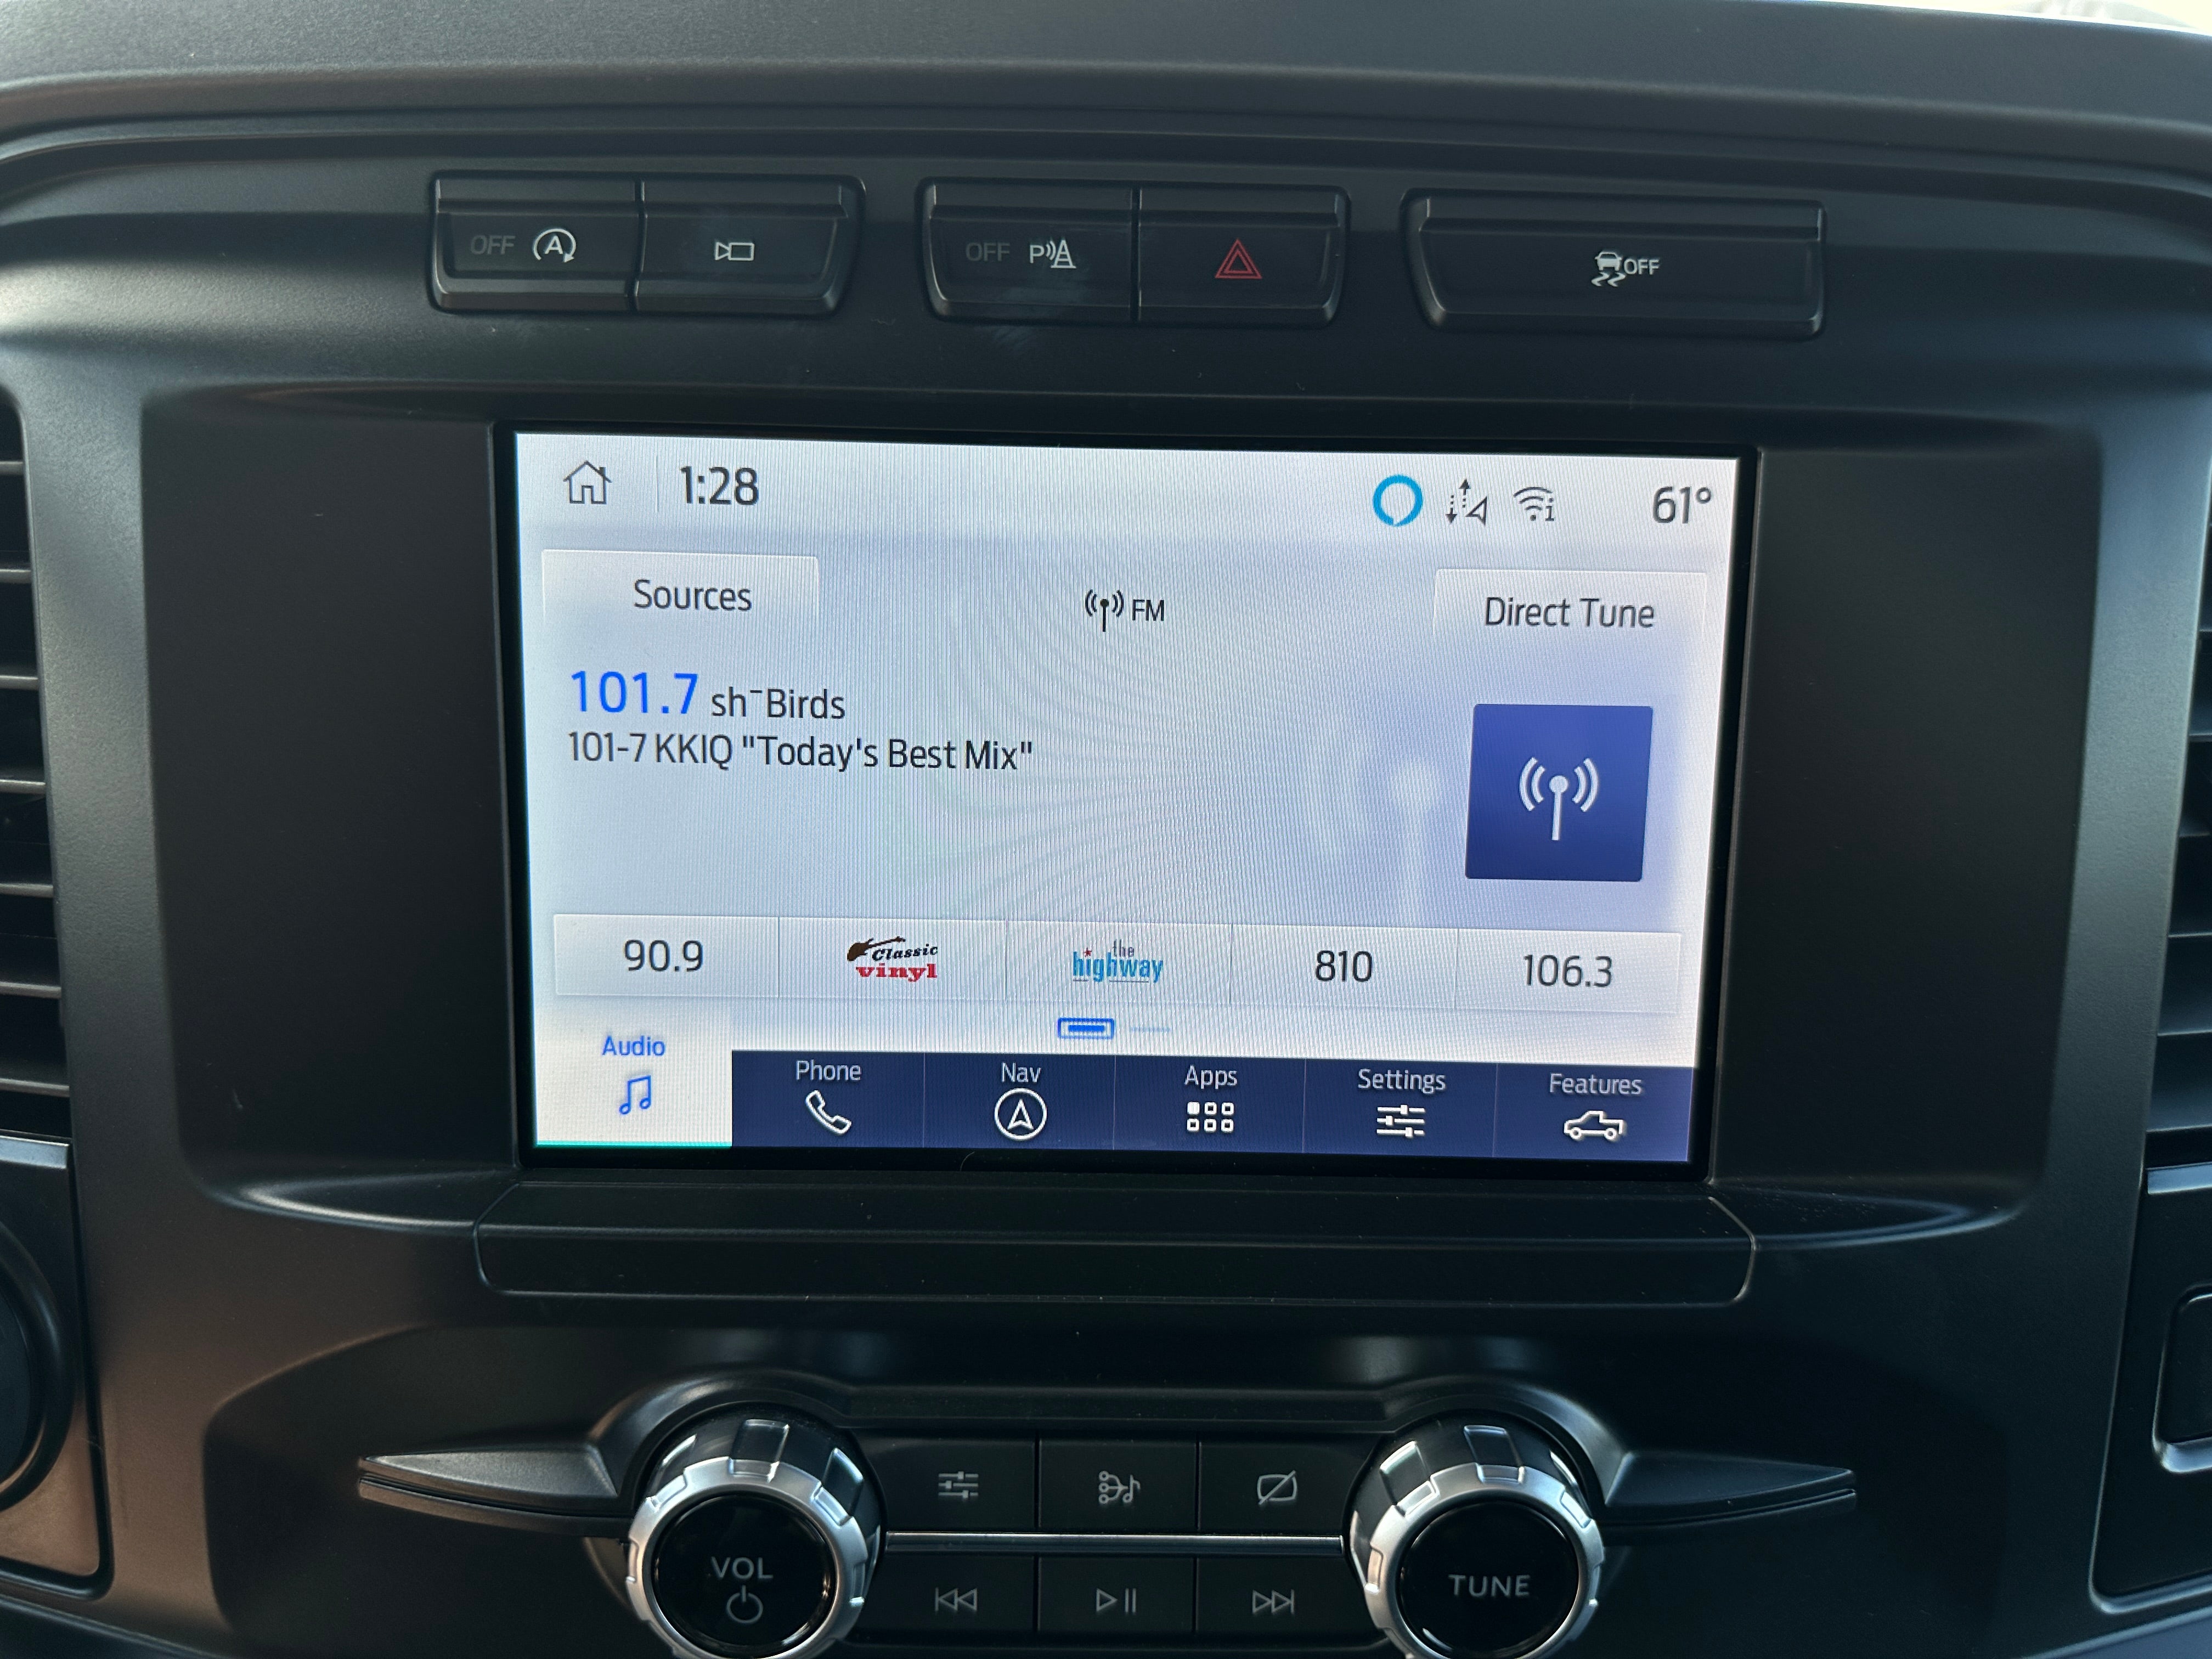 OFF A
OFF P
OFF
1:28
61°
Sources
FM
Direct Tune
101.7 sh¯Birds
101-7 KKIQ "Today's Best Mix"
90.9
Classic
vinyl
the
highway
810
106.3
Audio
Phone
Nav
Apps
Settings
Features
VOL
TUNE